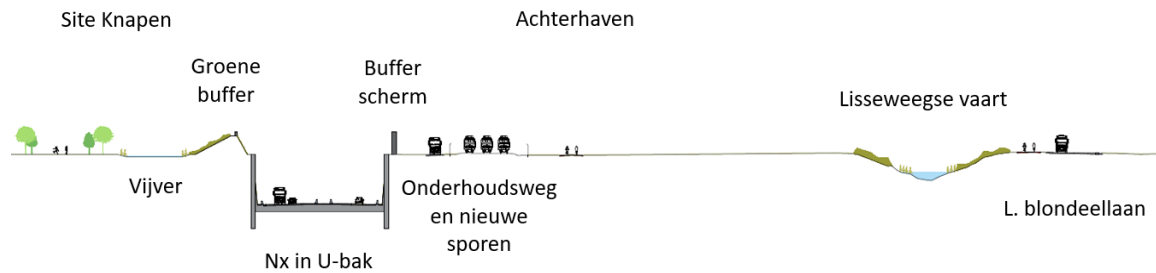 Site Knapen
Achterhaven
Groene
buffer
Buffer
scherm
Lisseweegse vaart
Vijver
Onderhoudsweg
en nieuwe
sporen
L. blondeellaan
Nx in U-bak